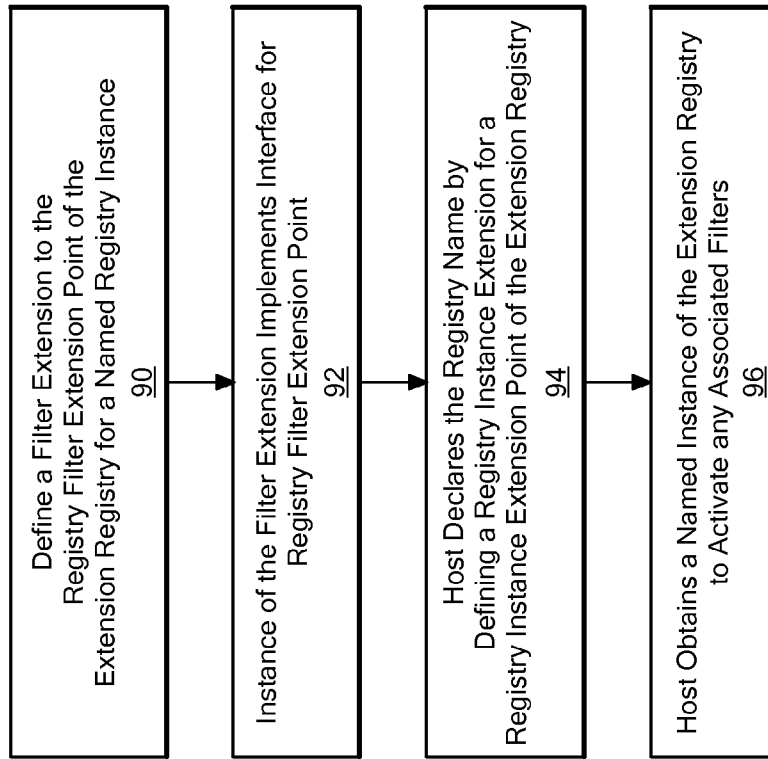 Define a Filter Extension to the
Registry Filter Extension Point of the
Extension Registry for a Named Registry Instance
90
Instance of the Filter Extension Implements Interface for
Registry Filter Extension Point
92
Host Declares the Registry Name by
Defining a Registry Instance Extension for a
Registry Instance Extension Point of the Extension Registry
94
Host Obtains a Named Instance of the Extension Registry
to Activate any Associated Filters
96